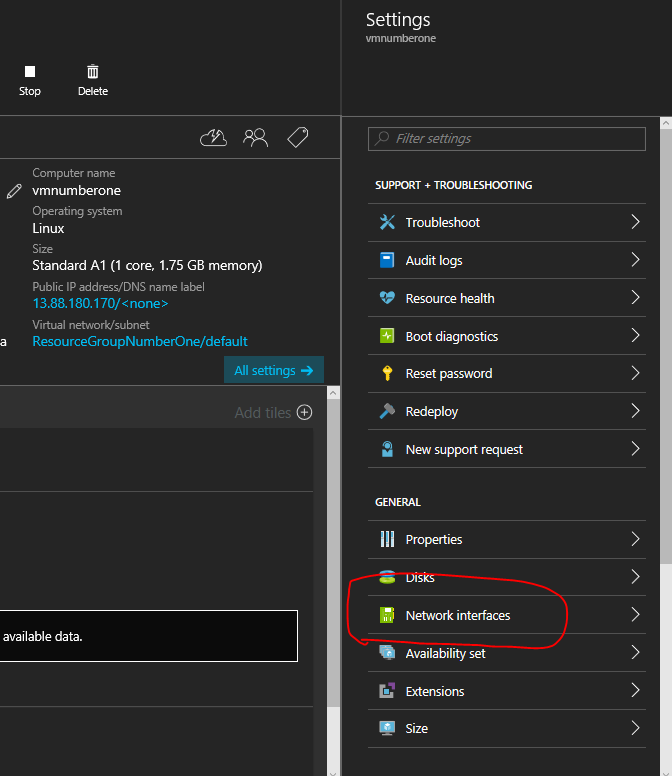 Settings
vmnumberone
Stop
Delete
Computer name
vmnumberone
Operating system
Linux
Size
Standard A1 (1 core, 1.75 GB memory)
Public IP address/DNS name label
13.88.180.170/<none>
Virtual network/subnet
a
ResourceGroupNumberOne/default
All settings →
Add tiles
available data.
Filter settings
SUPPORT + TROUBLESHOOTING
Troubleshoot
Audit logs
Resource health
Boot diagnostics
Reset password
Redeploy
New support request
GENERAL
Properties
Disks
Network interfaces
Availability set
Extensions
Size